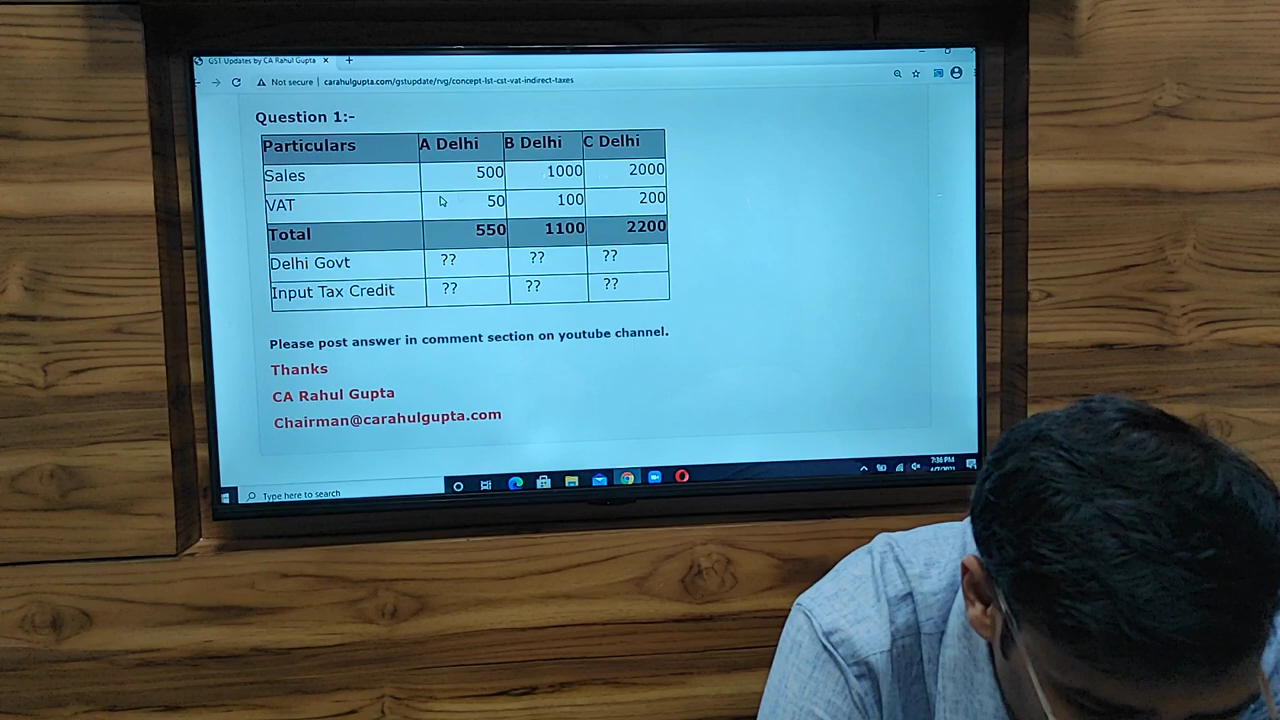 GST Updates by CA Rahul Gupta
Not secure | carahulgupta.com/gstupdate/rvg/concept-lst-cst-vat-indirect-taxes
Question 1:-
Particulars A Delhi B Delhi C Delhi
Sales 500 1000 2000
VAT 50 100 200
Total 550 1100 2200
Delhi Govt ?? ?? ??
Input Tax Credit ?? ?? ??
Please post answer in comment section on youtube channel.
Thanks
CA Rahul Gupta
Chairman@carahulgupta.com
Type here to search
7:36 PM